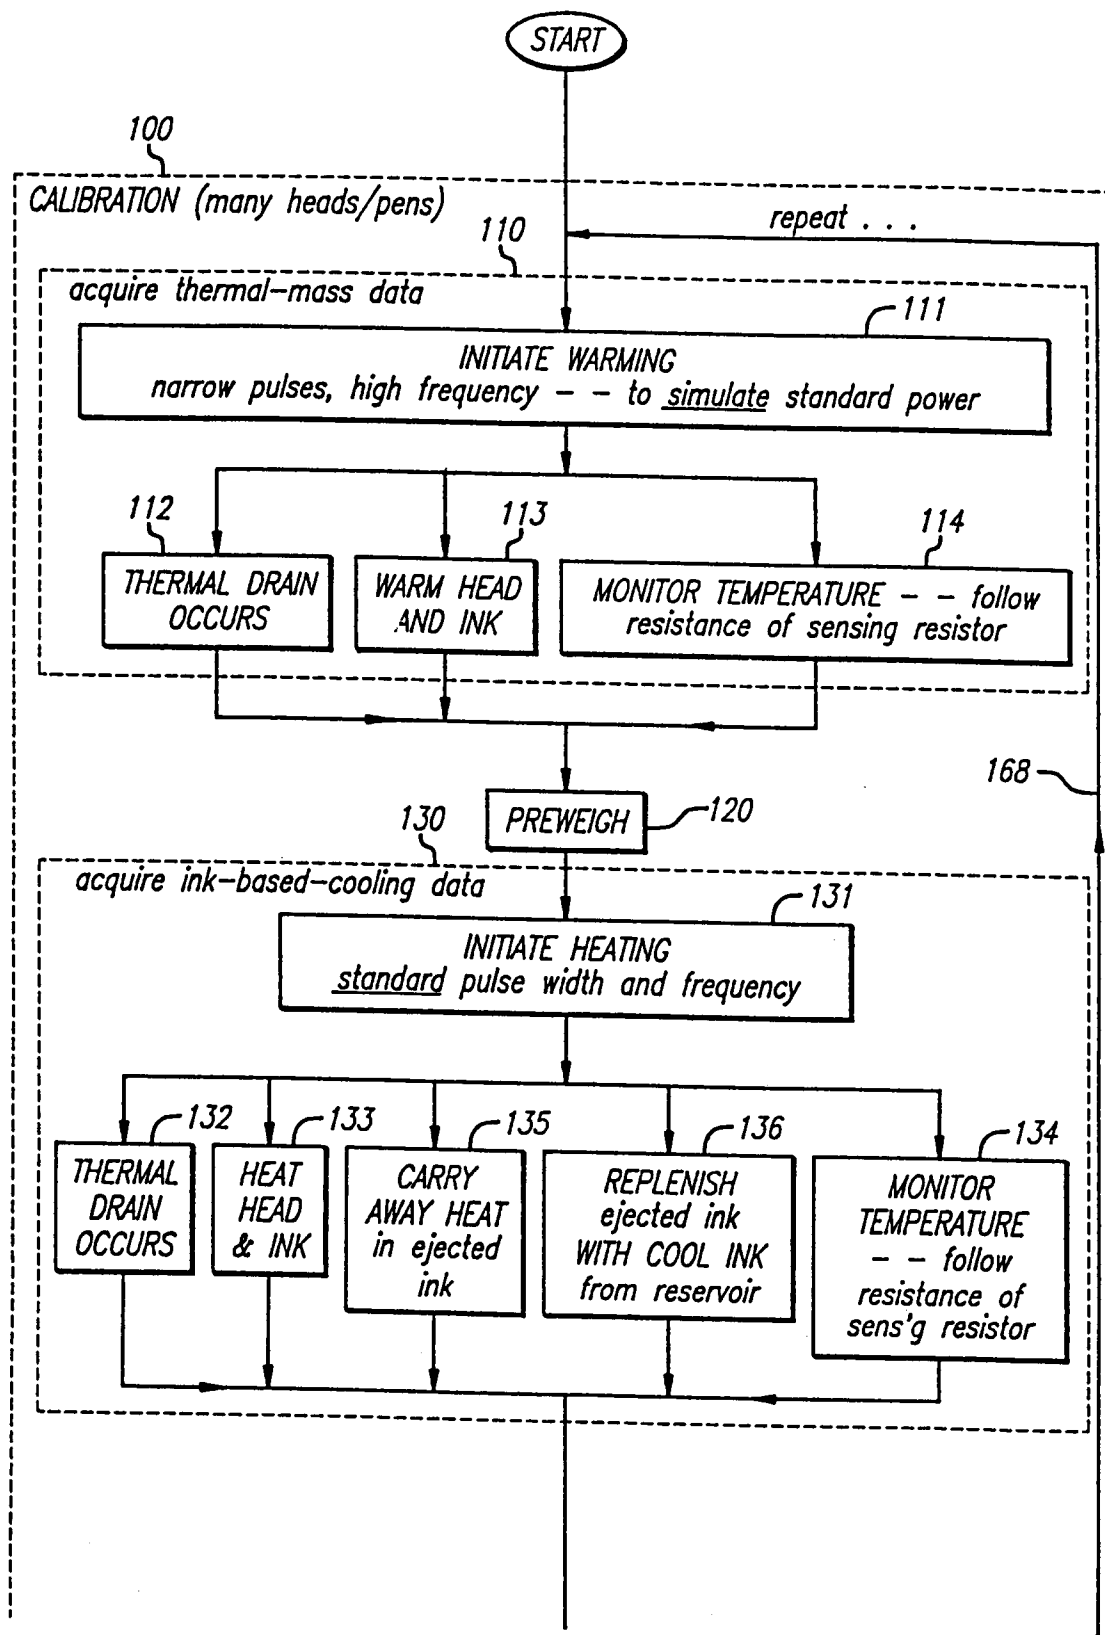 START
100
CALIBRATION (many heads/pens)
repeat . . .
110
acquire thermal-mass data
111
INITIATE WARMING
narrow pulses, high frequency - - to simulate standard power
112
113
114
THERMAL DRAIN
OCCURS
WARM HEAD
AND INK
MONITOR TEMPERATURE - - follow
resistance of sensing resistor
168
PREWEIGH
120
130
acquire ink-based-cooling data
131
INITIATE HEATING
standard pulse width and frequency
132
133
135
136
134
THERMAL
DRAIN
OCCURS
HEAT
HEAD
& INK
CARRY
AWAY HEAT
in ejected
ink
REPLENISH
ejected ink
WITH COOL INK
from reservoir
MONITOR
TEMPERATURE
- - follow
resistance of
sens'g resistor